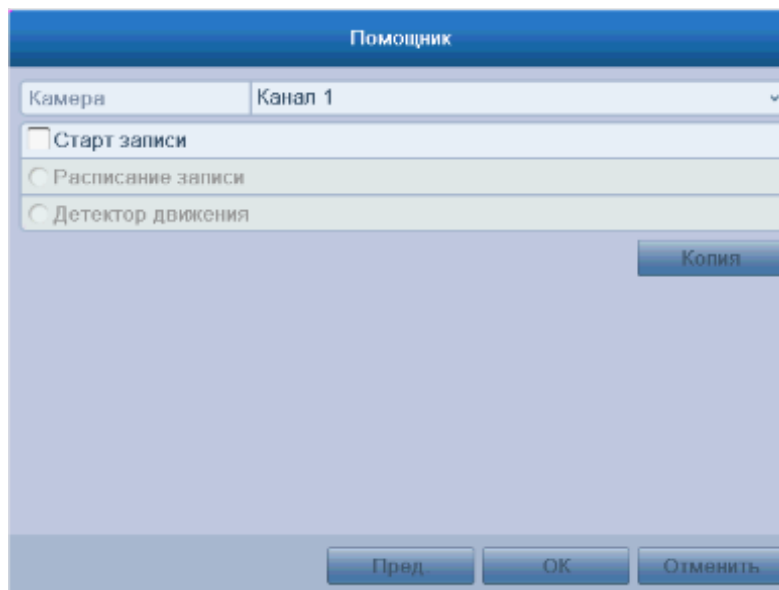 Помощник
Камера Канал 1
Старт записи
Расписание записи
Детектор движения
Копия
Пред. OK Отменить